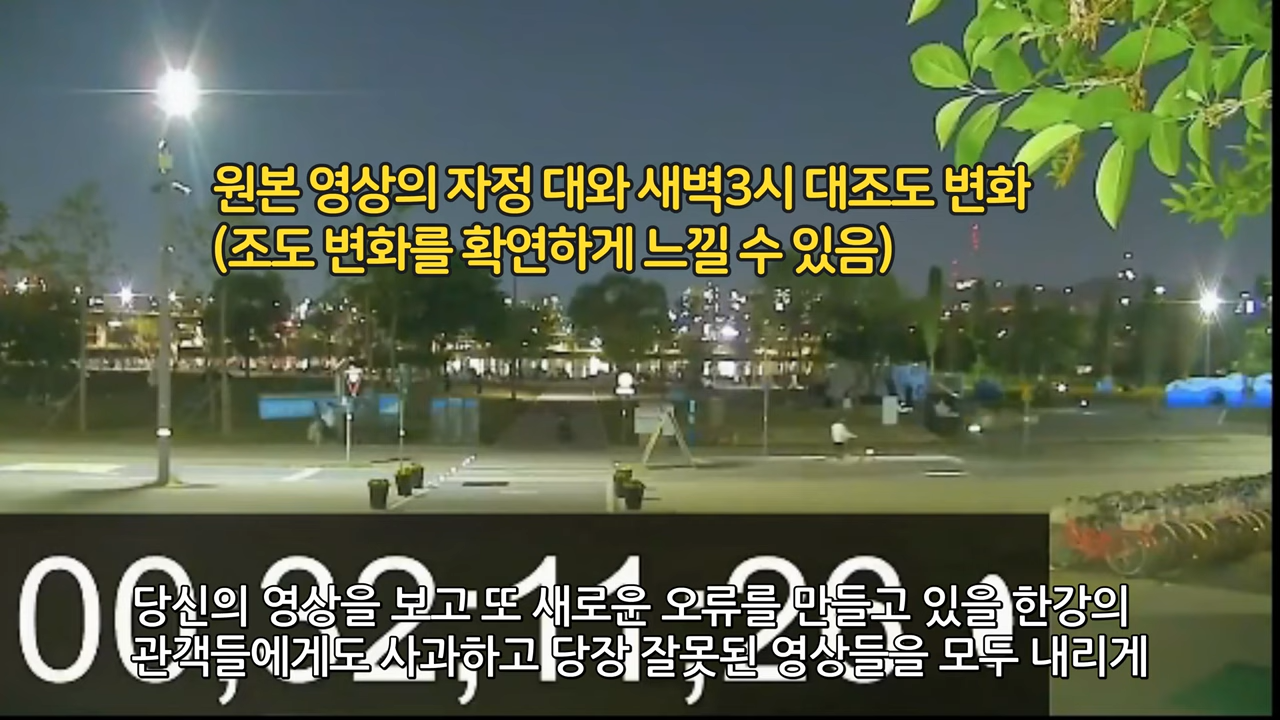 원본 영상의 자정 대와 새벽3시 대조도 변화
(조도 변화를 확연하게 느낄 수 있음)
당신의 영상을 보고 또 새로운 오류를 만들고 있을 한강의
관객들에게도 사과하고 당장 잘못된 영상들을 모두 내리게